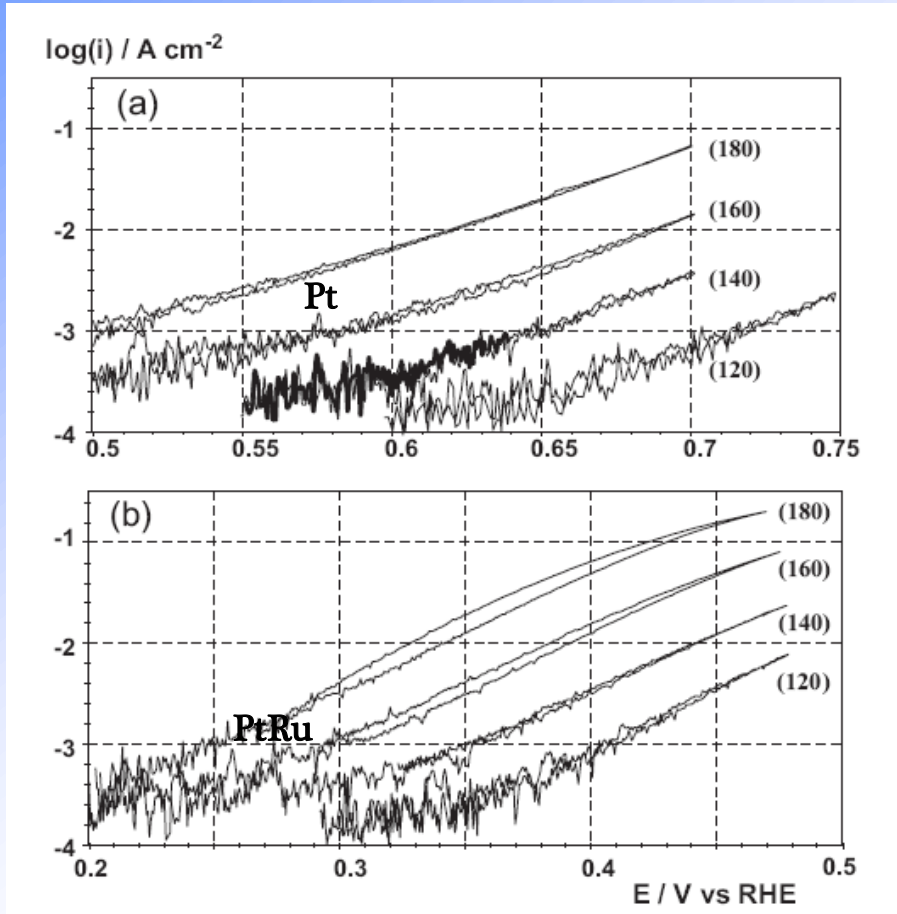 log(i) / A cm-2
(a)
-1
(180)
-2
(160)
Pt
(140)
-3
(120)
-4
0.5 0.55 0.6 0.65 0.7 0.75
(b)
(180)
-1
(160)
(140)
-2
(120)
PtRu
-3
-4
0.2 0.3 0.4 0.5
E / V vs RHE